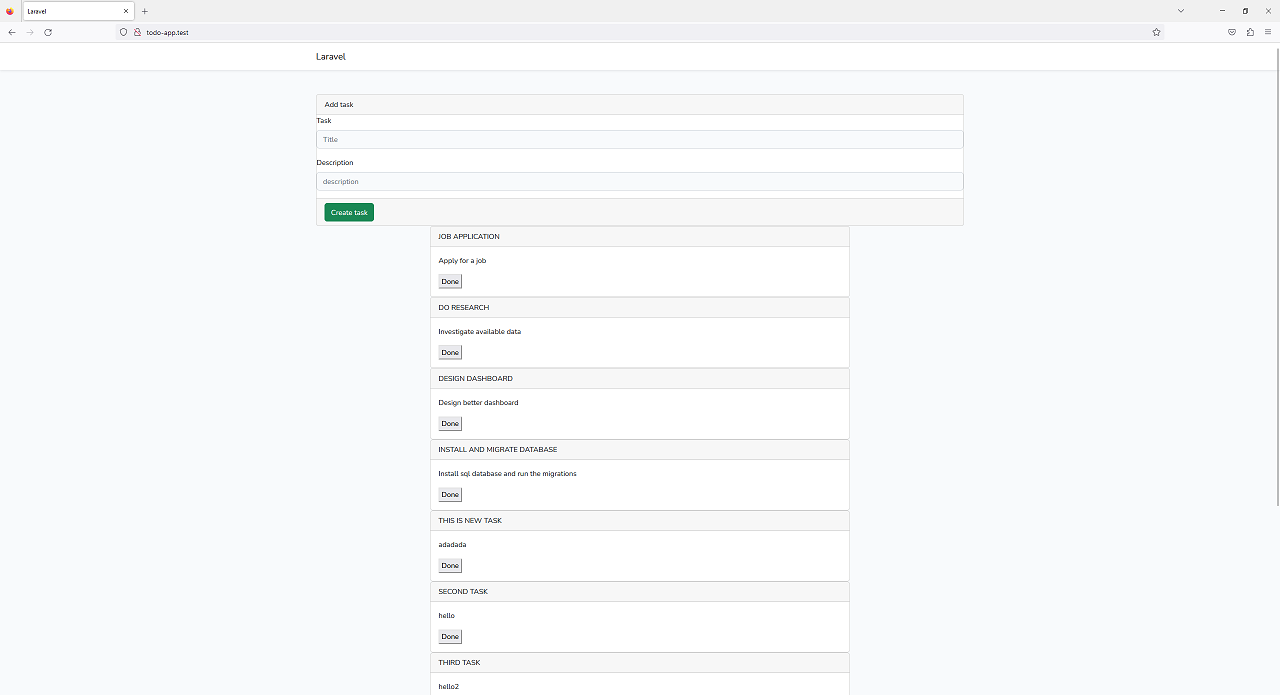 Laravel
todo-app.test
Laravel
Add task
Task
Title
Description
description
Create task
JOB APPLICATION
Apply for a job
Done
DO RESEARCH
Investigate available data
Done
DESIGN DASHBOARD
Design better dashboard
Done
INSTALL AND MIGRATE DATABASE
Install sql database and run the migrations
Done
THIS IS NEW TASK
adadada
Done
SECOND TASK
hello
Done
THIRD TASK
hello2